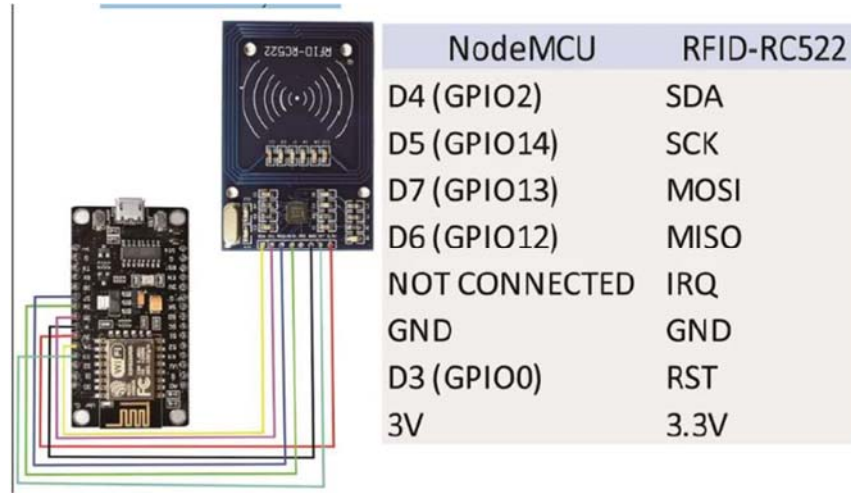 RFID-RC522
WiFi
NodeMCU RFID-RC522
D4 (GPIO2) SDA
D5 (GPIO14) SCK
D7 (GPIO13) MOSI
D6 (GPIO12) MISO
NOT CONNECTED IRQ
GND GND
D3 (GPIO0) RST
3V 3.3V